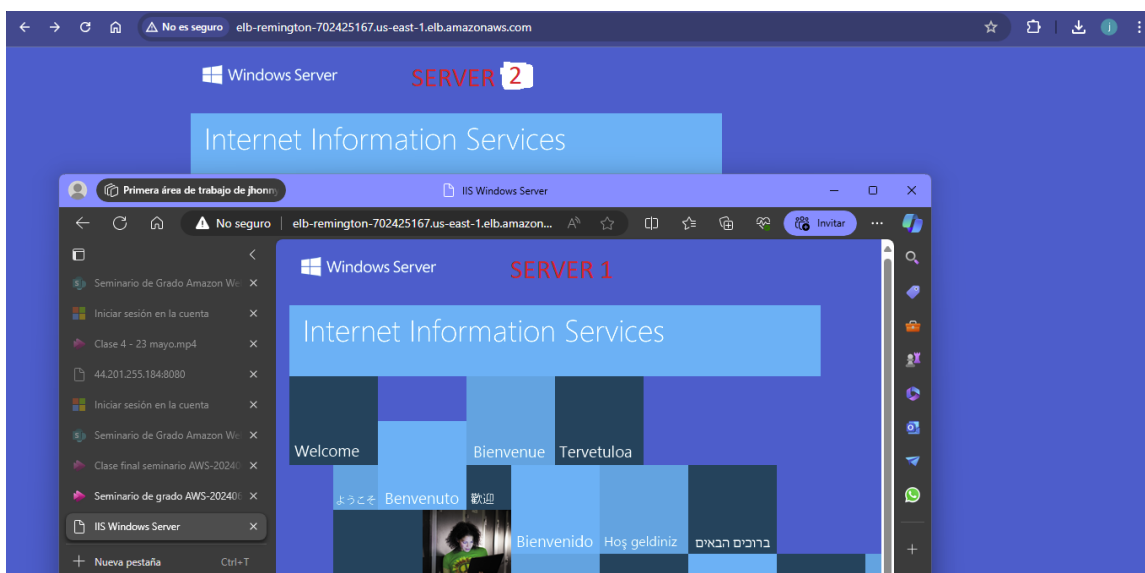 No es seguro elb-remington-702425167.us-east-1.elb.amazonaws.com
Windows Server SERVER 2
Internet Information Services
Primera área de trabajo de jhonny
IIS Windows Server
No seguro elb-remington-702425167.us-east-1.elb.amazon...
Invitar
Seminario de Grado Amazon We
Iniciar sesión en la cuenta
Clase 4 - 23 mayo.mp4
44.201.255.184:8080
Iniciar sesión en la cuenta
Seminario de Grado Amazon We
Clase final seminario AWS-20240
Seminario de grado AWS-202406
IIS Windows Server
Nueva pestaña Ctrl+T
Windows Server SERVER 1
Internet Information Services
Welcome
Bienvenue
Tervetuloa
ようこそ
Benvenuto
歡迎
Bienvenido
Hoş geldiniz
ברוכים הבאים